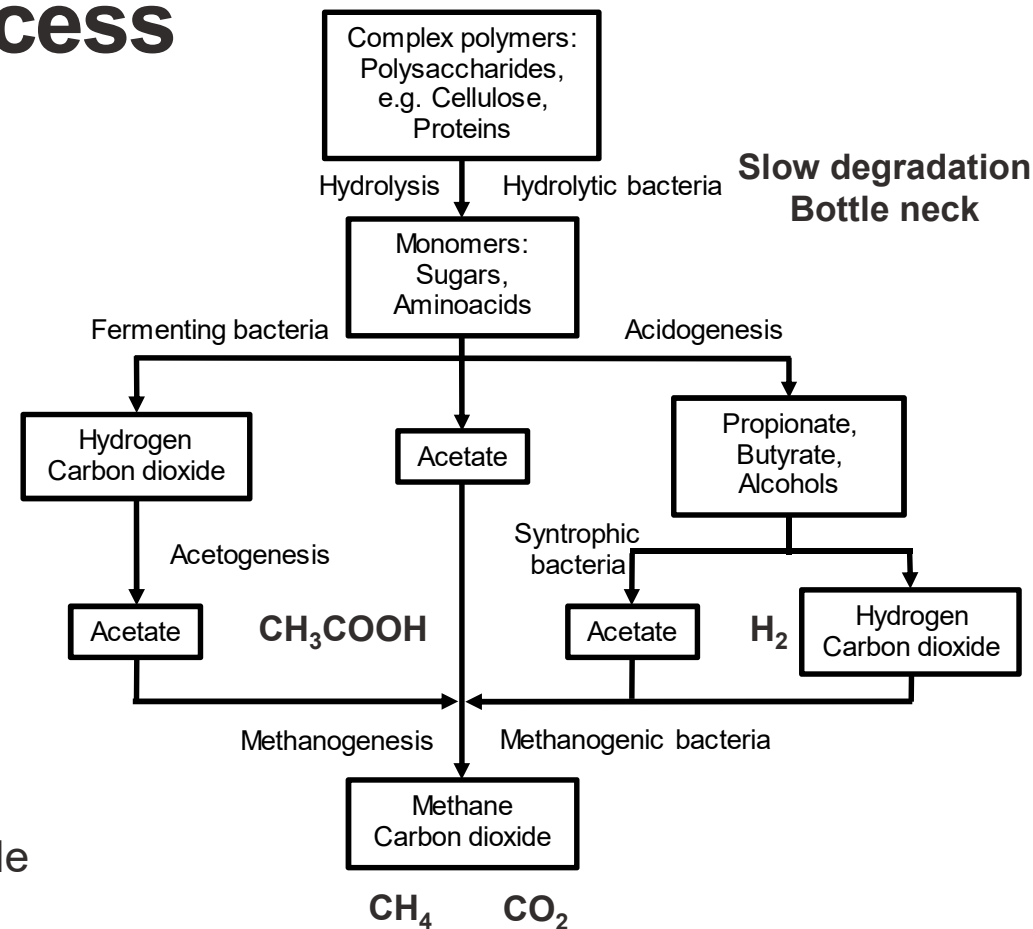 cess
Complex polymers:
Polysaccharides,
e.g. Cellulose,
Proteins
Hydrolysis
Hydrolytic bacteria
Slow degradation
Bottle neck
Monomers:
Sugars,
Aminoacids
Fermenting bacteria
Acidogenesis
Hydrogen
Carbon dioxide
Acetate
Propionate,
Butyrate,
Alcohols
Acetogenesis
Syntrophic
bacteria
Acetate
CH₃COOH
Acetate
H₂
Hydrogen
Carbon dioxide
Methanogenesis
Methanogenic bacteria
Methane
Carbon dioxide
le
CH₄
CO₂